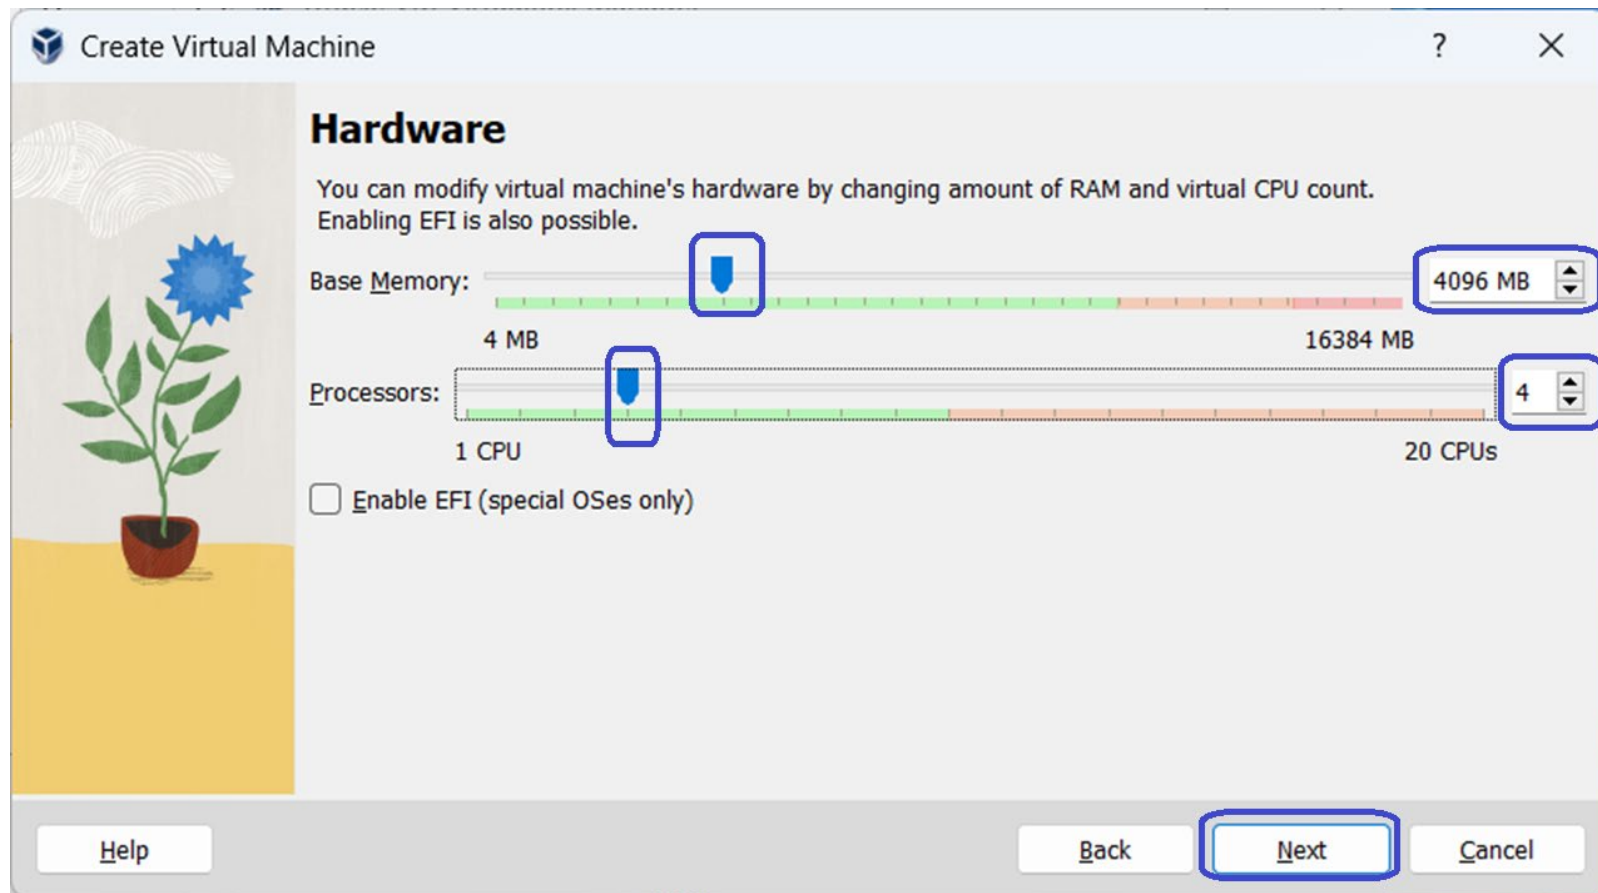 Create Virtual Machine
?
Hardware
You can modify virtual machine's hardware by changing amount of RAM and virtual CPU count.
Enabling EFI is also possible.
Base Memory:
4096 MB
4 MB
16384 MB
Processors:
4
1 CPU
20 CPUs
Enable EFI (special OSes only)
Help
Back
Next
Cancel